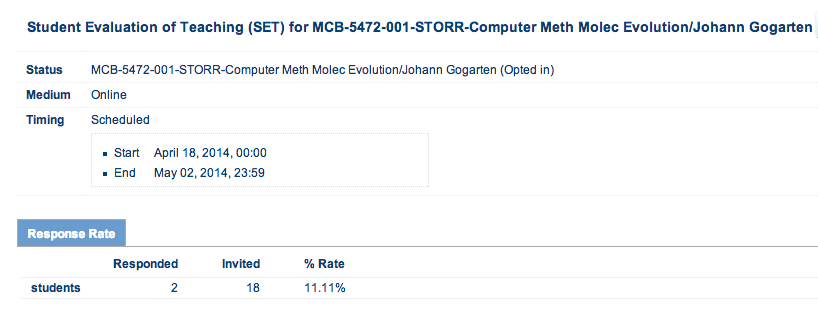 Student Evaluation of Teaching (SET) for MCB-5472-001-STORR-Computer Meth Molec Evolution/Johann Gogarten
Status MCB-5472-001-STORR-Computer Meth Molec Evolution/Johann Gogarten (Opted in)
Medium Online
Timing Scheduled
▪ Start April 18, 2014, 00:00
▪ End May 02, 2014, 23:59
Response Rate
Responded Invited % Rate
students 2 18 11.11%